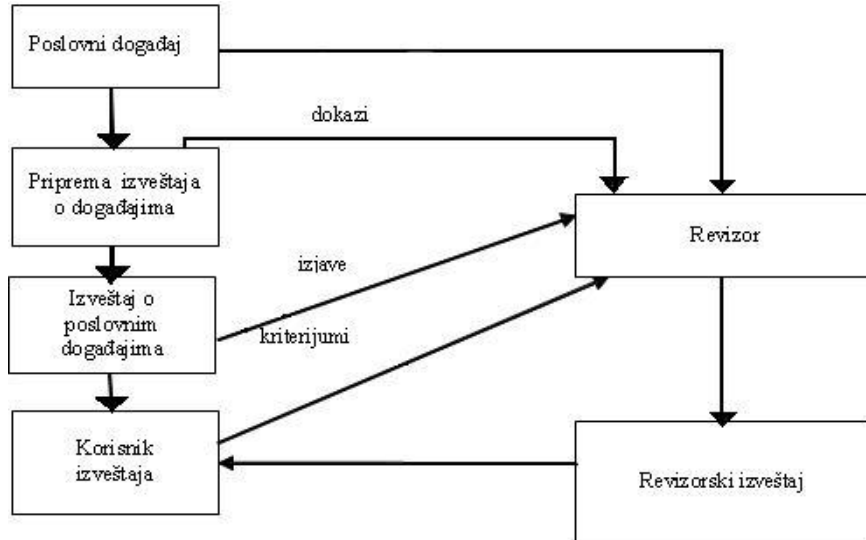 Poslovni događaj
dokazi
Priprema izveštaja
o događajima
Revizor
izjave
Izveštaj o
poslovnim
događajima
kriterijumi
Korisnik
izveštaja
Revizorski izveštaj